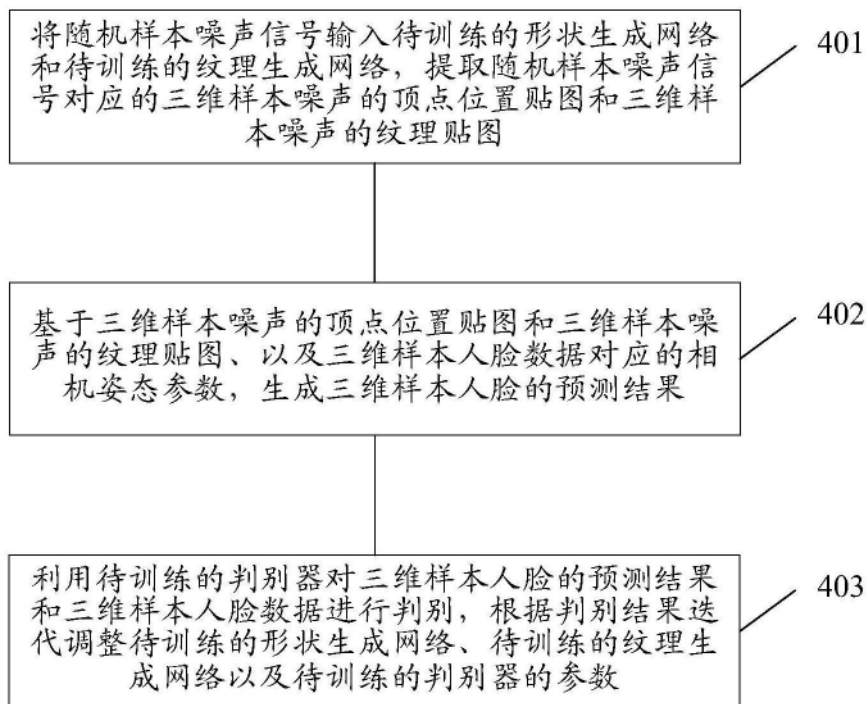 将随机样本噪声信号输入待训练的形状生成网络
和待训练的纹理生成网络，提取随机样本噪声信
号对应的三维样本噪声的顶点位置贴图和三维样
本噪声的纹理贴图
401
基于三维样本噪声的顶点位置贴图和三维样本噪
声的纹理贴图、以及三维样本人脸数据对应的相
机姿态参数，生成三维样本人脸的预测结果
402
利用待训练的判别器对三维样本人脸的预测结果
和三维样本人脸数据进行判别，根据判别结果迭
代调整待训练的形状生成网络、待训练的纹理生
成网络以及待训练的判别器的参数
403